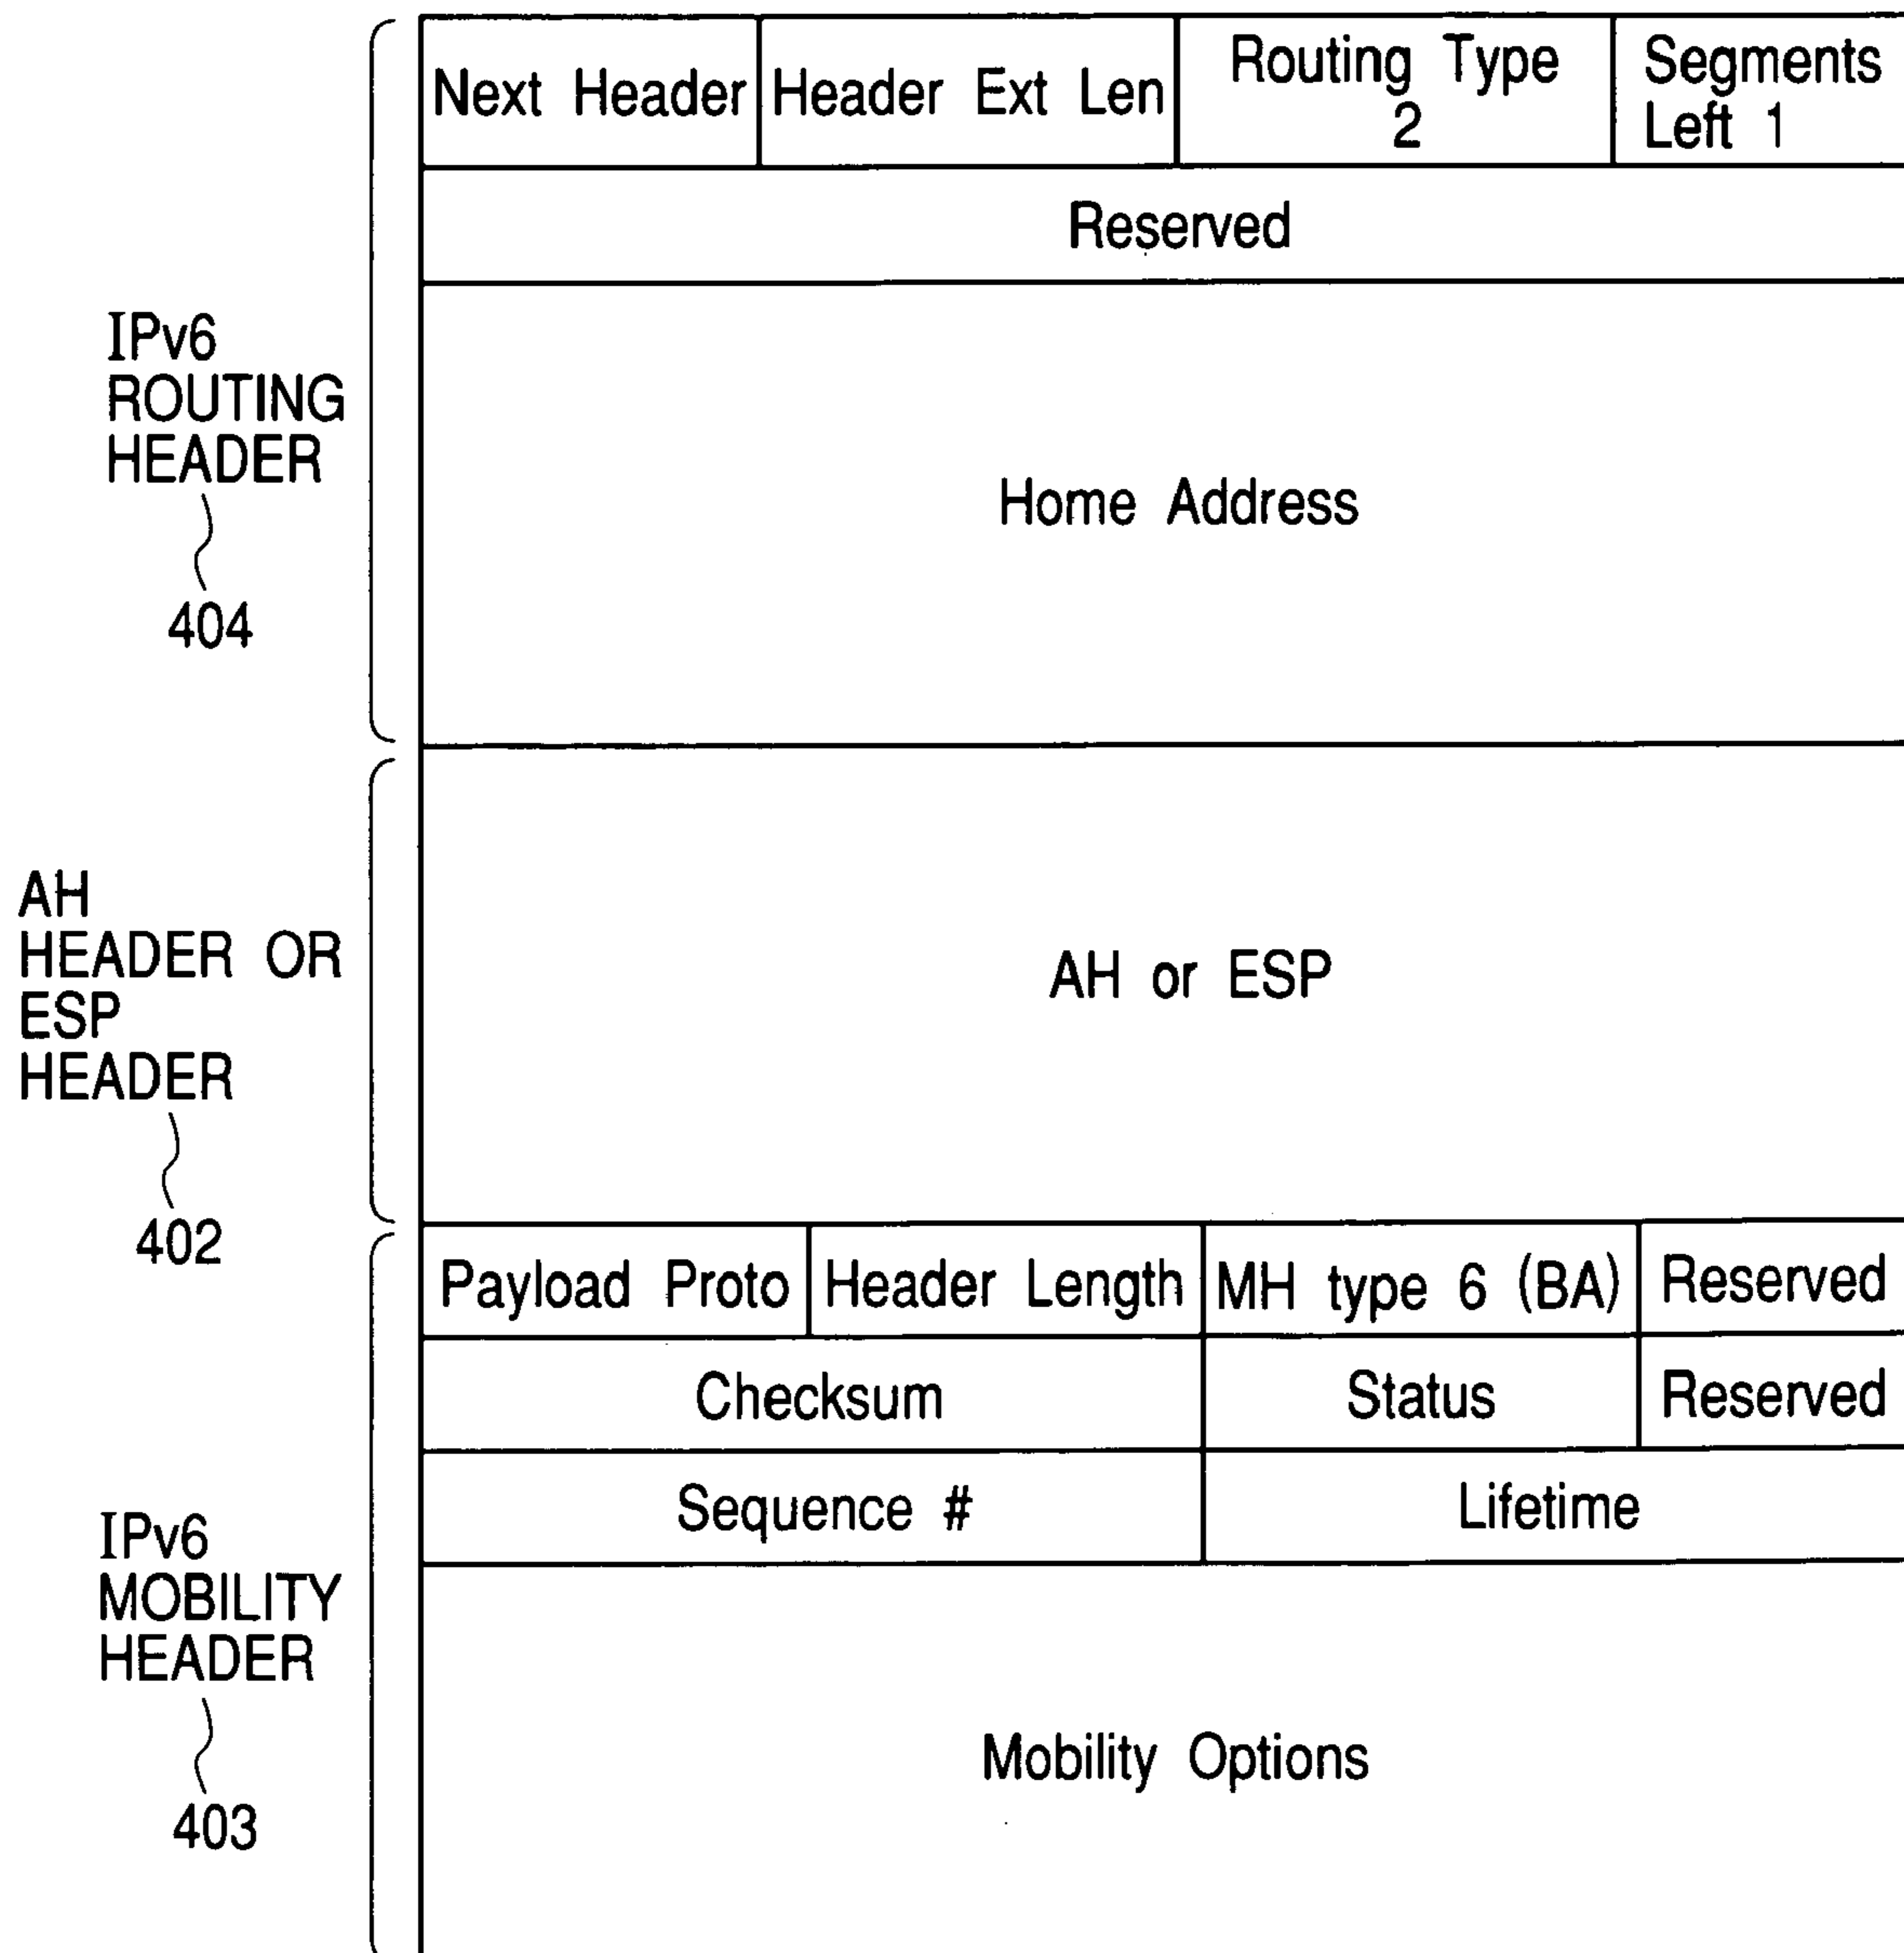 Next Header
Header Ext Len
Routing Type
2
Segments
Left 1
Reserved
IPv6
ROUTING
HEADER
404
Home Address
AH
HEADER OR
ESP
HEADER
402
AH or ESP
Payload Proto
Header Length
MH type 6 (BA)
Reserved
Checksum
Status
Reserved
Sequence #
Lifetime
IPv6
MOBILITY
HEADER
403
Mobility Options